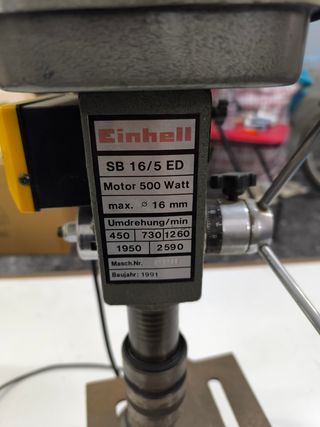 Einhell
SB 16/5 ED
Motor 500 Watt
max. ø 16 mm
Umdrehung/min
450 730 1260
1950 2590
Masch.Nr.
Baujahr: 1991